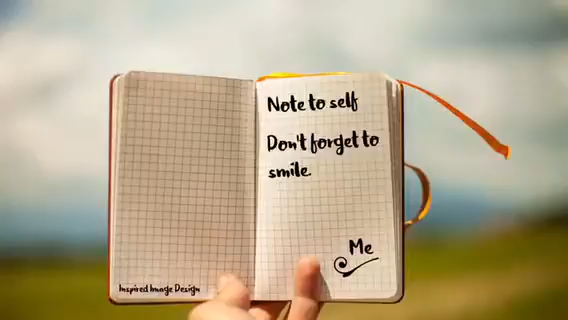 Note to self
Don't forget to
smile.
Me
Inspired Image Design